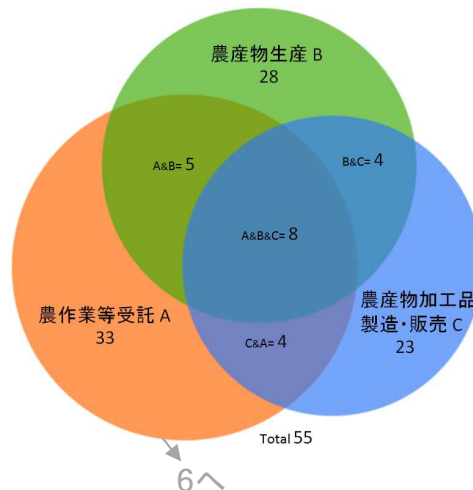 農産物生産 B
28
A&B= 5
B&C= 4
A&B&C= 8
農作業等受託 A
33
農産物加工品
製造・販売 C
23
C&A= 4
Total 55
6へ